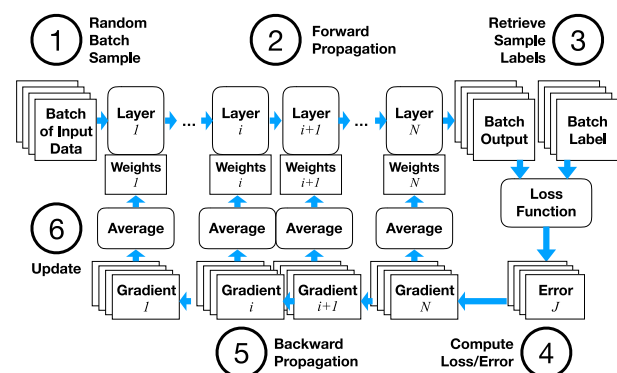 1
Random
Batch
Sample
2
Forward
Propagation
Retrieve
Sample
Labels
3
Batch
of Input
Data
Layer
1
...
Layer
i
Layer
i+1
...
Layer
N
Batch
Output
Batch
Label
Weights
1
Weights
i
Weights
i+1
Weights
N
Loss
Function
6
Update
Average
Average
Average
Average
Gradient
1
Gradient
i
Gradient
i+1
Gradient
N
Error
J
5
Backward
Propagation
Compute
Loss/Error
4